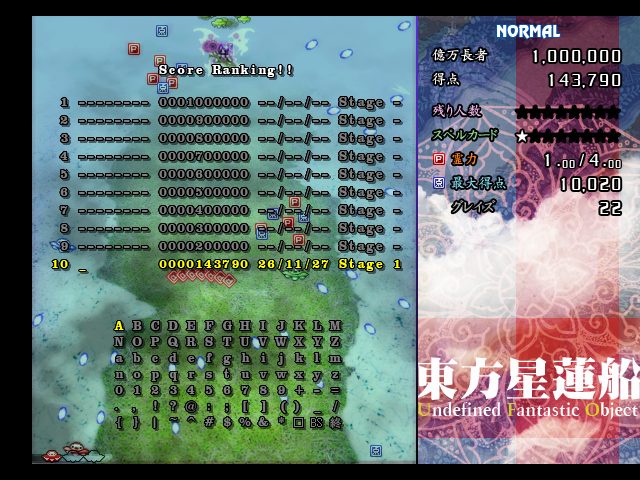 Score Ranking!!
1 -------- 0001000000 --/--/-- Stage -
2 -------- 0000900000 --/--/-- Stage -
3 -------- 0000800000 --/--/-- Stage -
4 -------- 0000700000 --/--/-- Stage -
5 -------- 0000600000 --/--/-- Stage -
6 -------- 0000500000 --/--/-- Stage -
7 -------- 0000400000 --/--/-- Stage -
8 -------- 0000300000 --/--/-- Stage -
9 -------- 0000200000 --/--/-- Stage -
10 _ 0000143790 26/11/27 Stage 1
A B C D E F G H I J K L M
N O P Q R S T U V W X Y Z
a b c d e f g h i j k l m
n o p q r s t u v w x y z
0 1 2 3 4 5 6 7 8 9 + - =
. , ! ? @ : ; [ ] ( ) _ /
{ } | ~ ^ # $ % & * □ BS 終
NORMAL
億万長者 1,000,000
得点 143,790
残り人数
スペルカード
P 霊力 1.00/4.00
点 最大得点 10,020
グレイズ 22
東方星蓮船
Undefined Fantastic Object